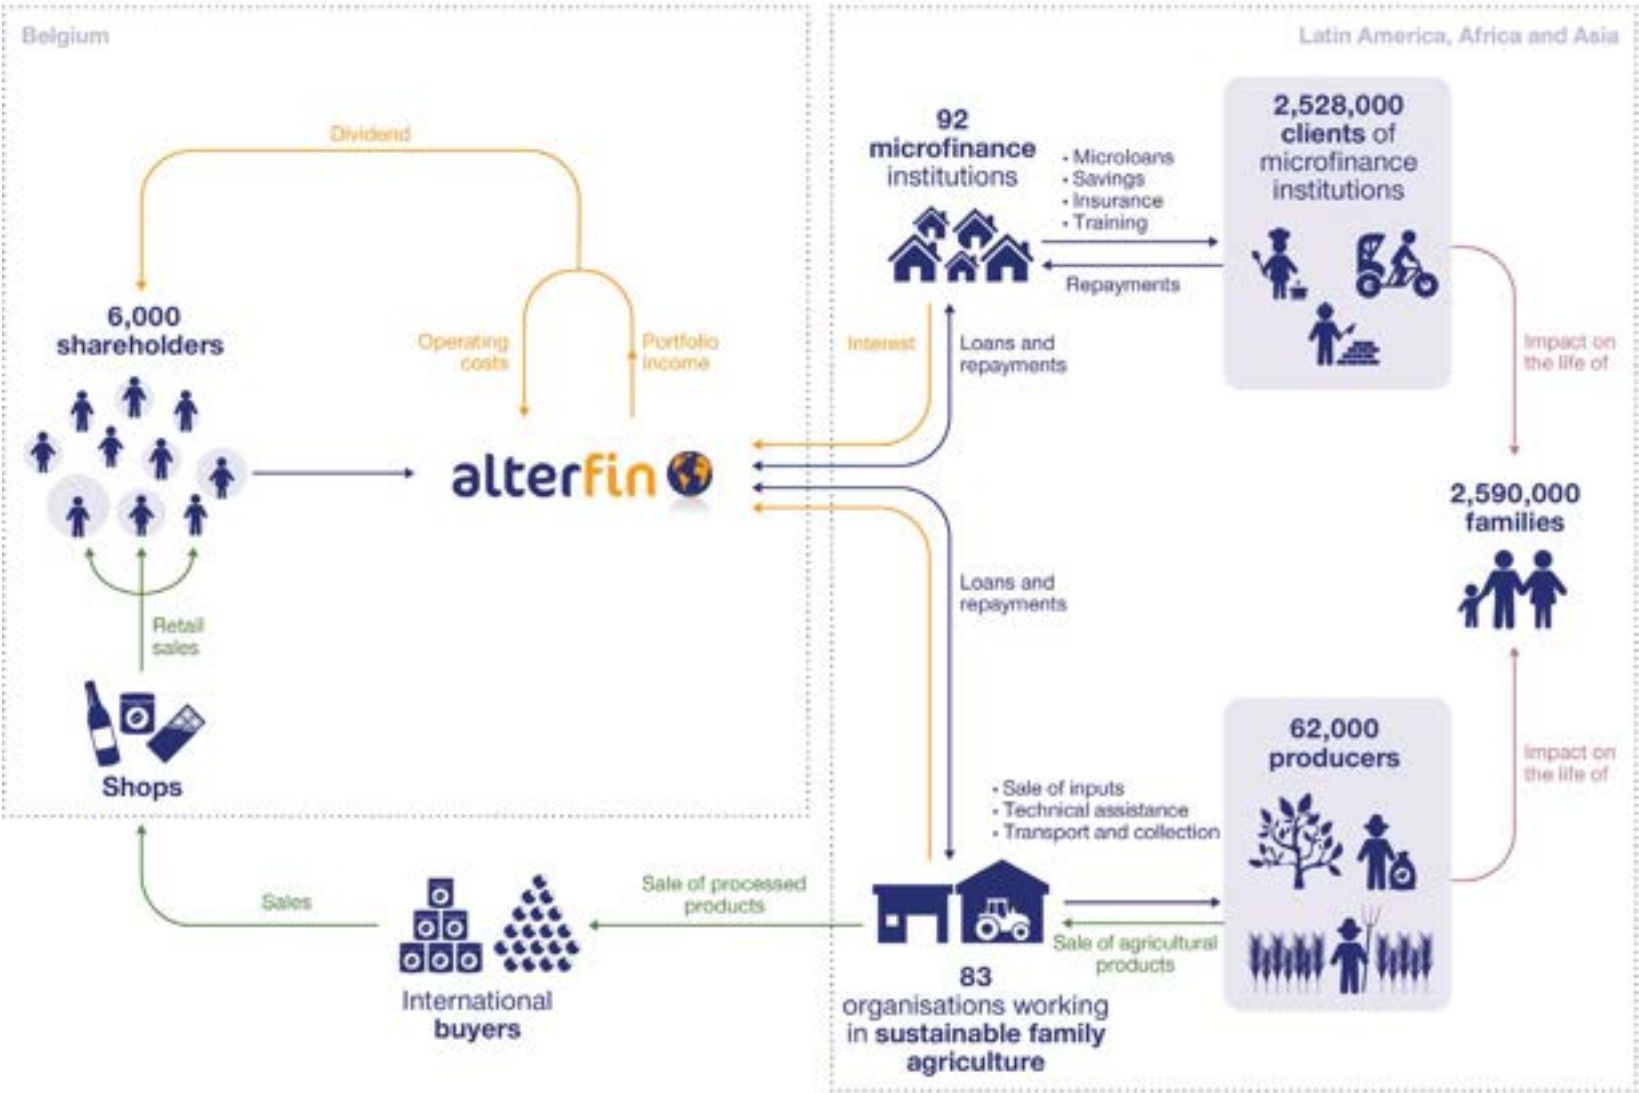 Belgium
Latin America, Africa and Asia
Dividend
6,000
shareholders
Operating
costs
Portfolio
income
alterfin
Retail
sales
Shops
92
microfinance
institutions
• Microloans
• Savings
• Insurance
• Training
Repayments
2,528,000
clients of
microfinance
institutions
Interest
Loans and
repayments
Impact on
the life of
2,590,000
families
Loans and
repayments
62,000
producers
Impact on
the life of
• Sale of inputs
• Technical assistance
• Transport and collection
Sale of agricultural
products
83
organisations working
in sustainable family
agriculture
Sale of processed
products
International
buyers
Sales